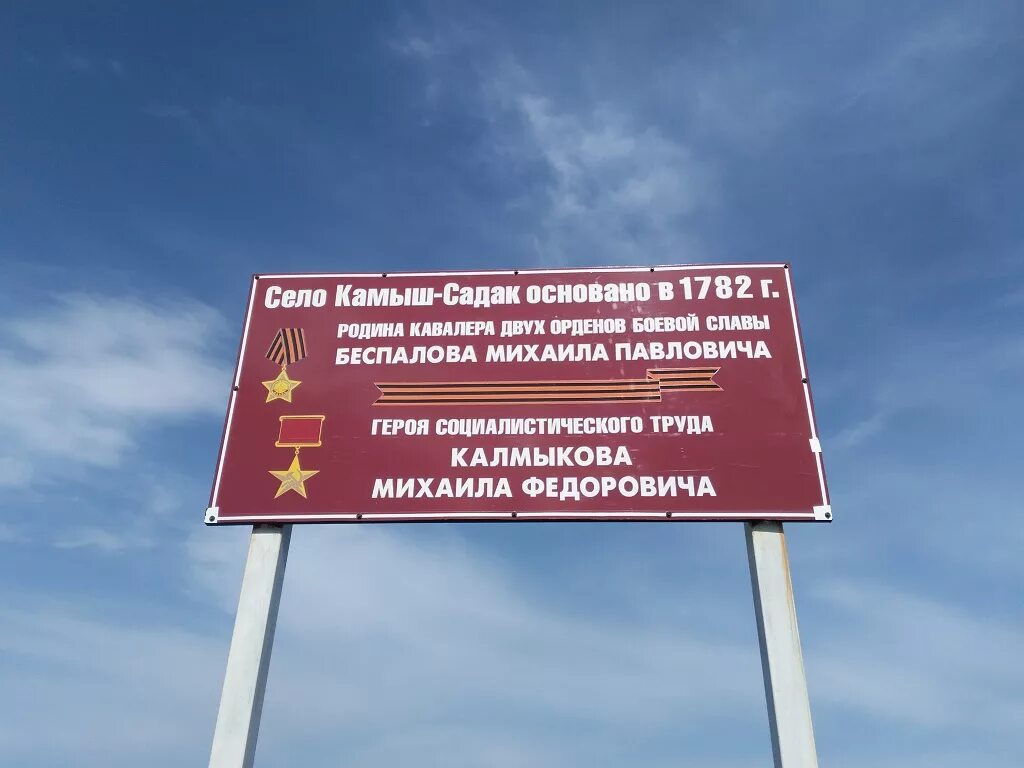 Село Камыш-Садак основано в 1782 г.
РОДИНА КАВАЛЕРА ДВУХ ОРДЕНОВ БОЕВОЙ СЛАВЫ
БЕСПАЛОВА МИХАИЛА ПАВЛОВИЧА
ГЕРОЯ СОЦИАЛИСТИЧЕСКОГО ТРУДА
КАЛМЫКОВА
МИХАИЛА ФЕДОРОВИЧА